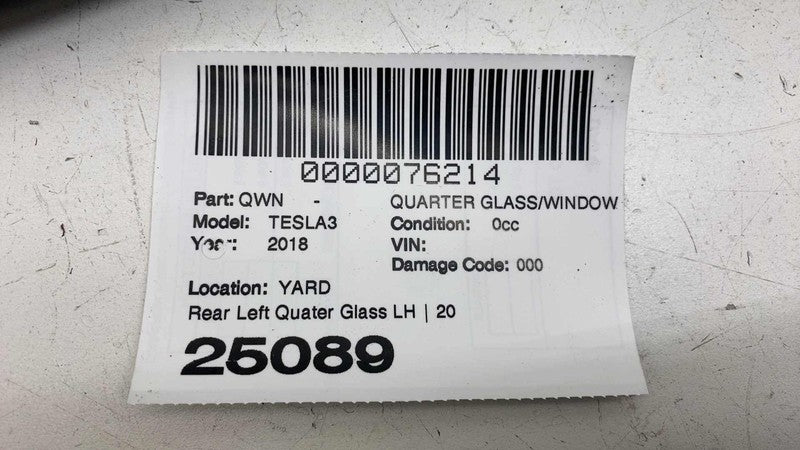 0000076214
Part: QWN - QUARTER GLASS/WINDOW
Model: TESLA3 Condition: 0cc
Year: 2018 VIN:
Damage Code: 000
Location: YARD
Rear Left Quater Glass LH | 20
25089